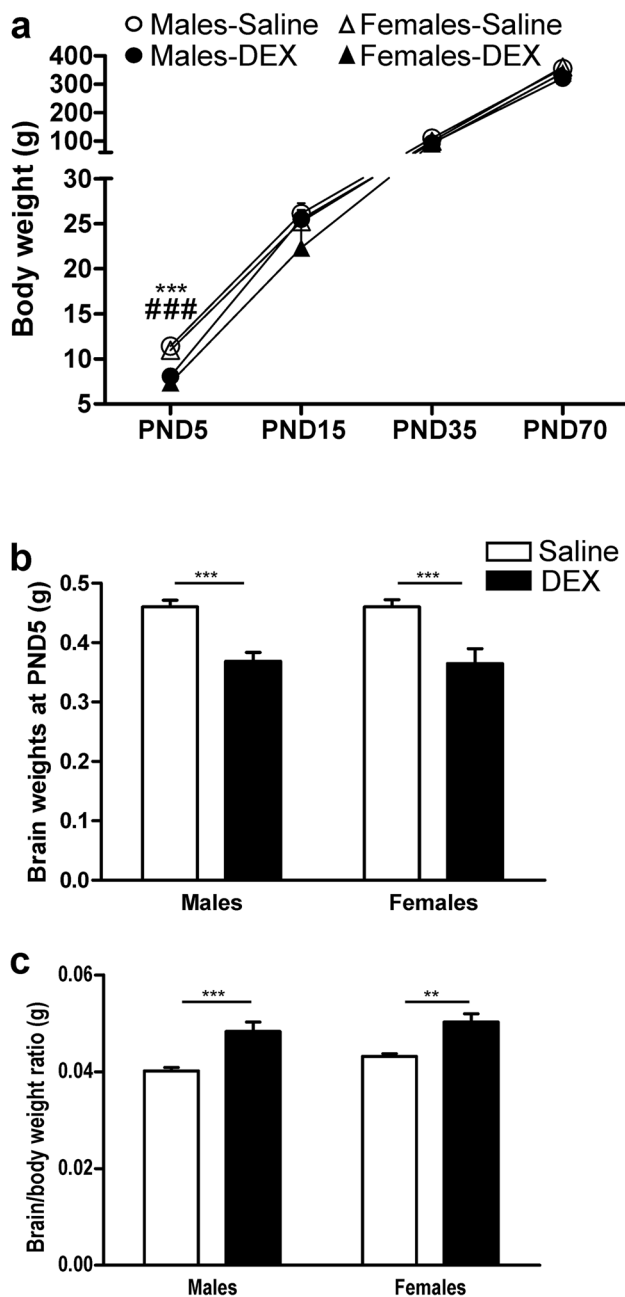 a
Males-Saline Females-Saline
Males-DEX Females-DEX
Body weight (g)
400
300
200
100
30
25
20
15
10
5
***
###
PND5 PND15 PND35 PND70
b
Saline
DEX
Brain weights at PND5 (g)
0.5
0.4
0.3
0.2
0.1
0.0
*** ***
Males Females
c
Brain/body weight ratio (g)
0.06
0.04
0.02
0.00
*** **
Males Females